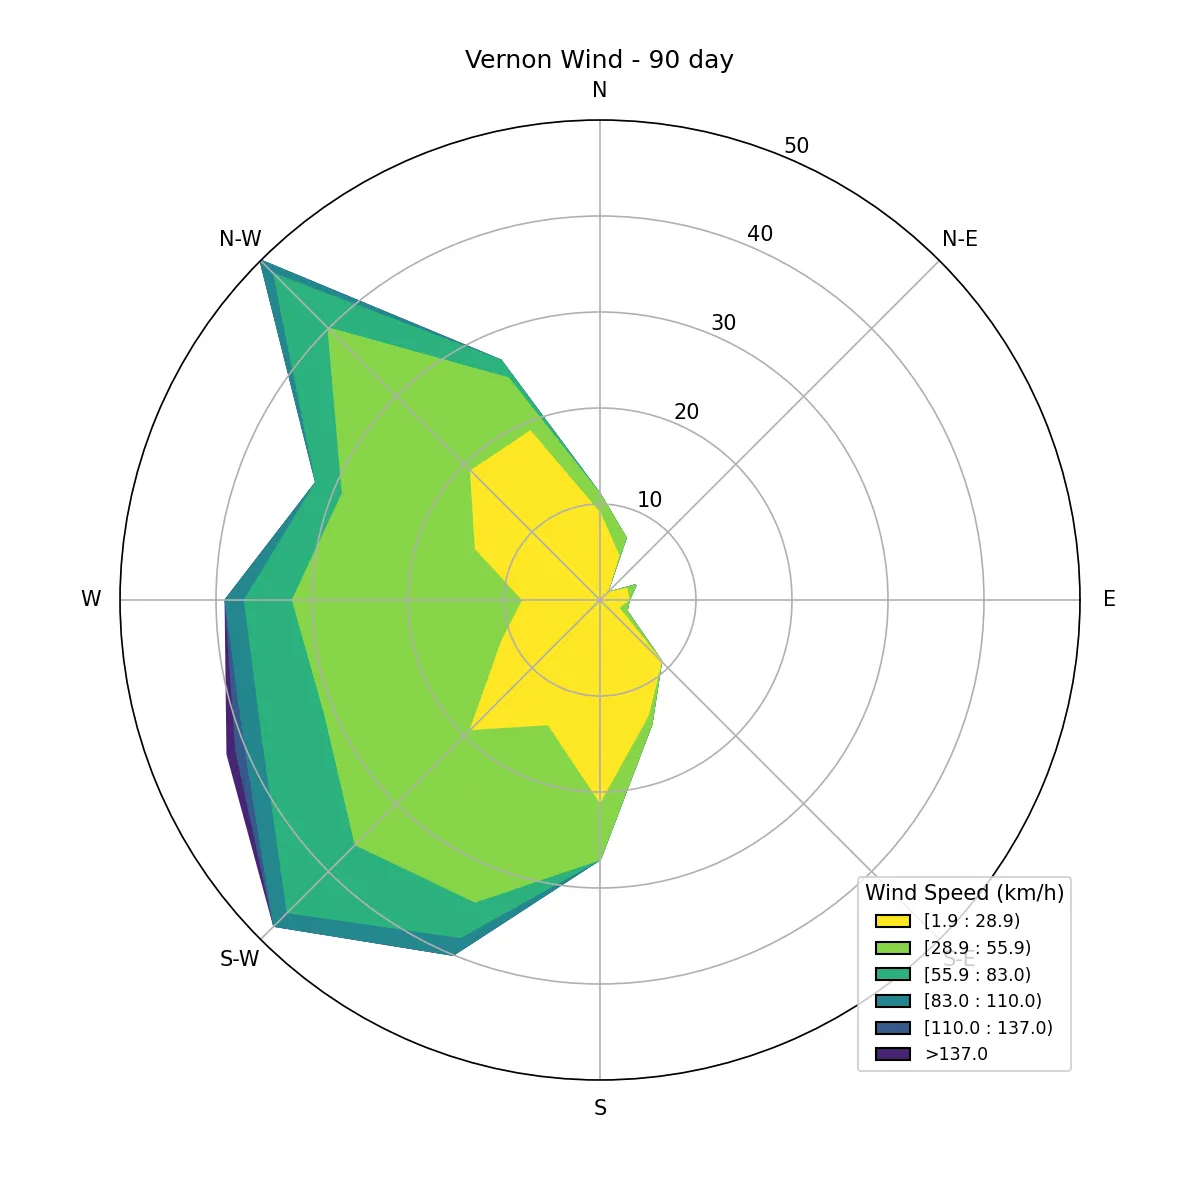 Vernon Wind - 90 day
N
50
N-W
40
N-E
30
20
10
W
E
Wind Speed (km/h)
[1.9 : 28.9)
[28.9 : 55.9)
S-W
S-E
[55.9 : 83.0)
[83.0 : 110.0)
[110.0 : 137.0)
>137.0
S